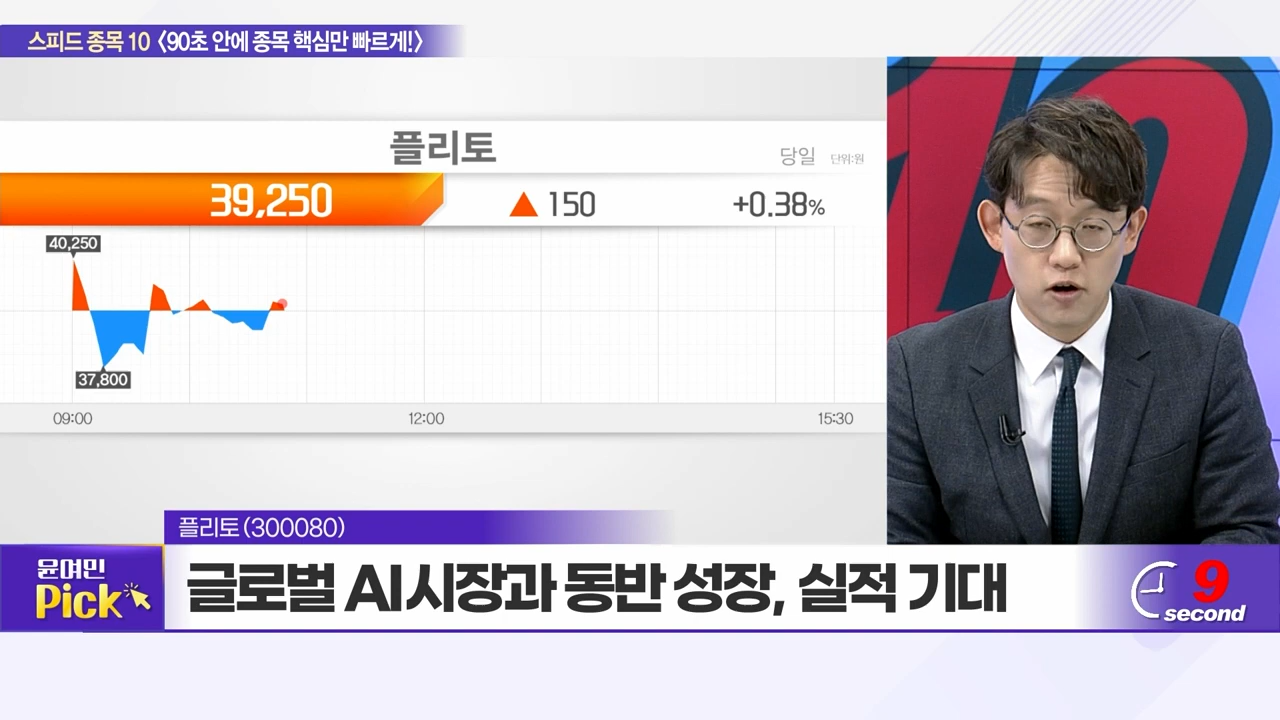 스피드 종목 10 〈90초 안에 종목 핵심만 빠르게!〉
플리토
당일 단위:원
39,250 ▲ 150 +0.38%
40,250
37,800
09:00 12:00 15:30
플리토(300080)
윤여민
Pick
글로벌 AI시장과 동반 성장, 실적 기대
9
second